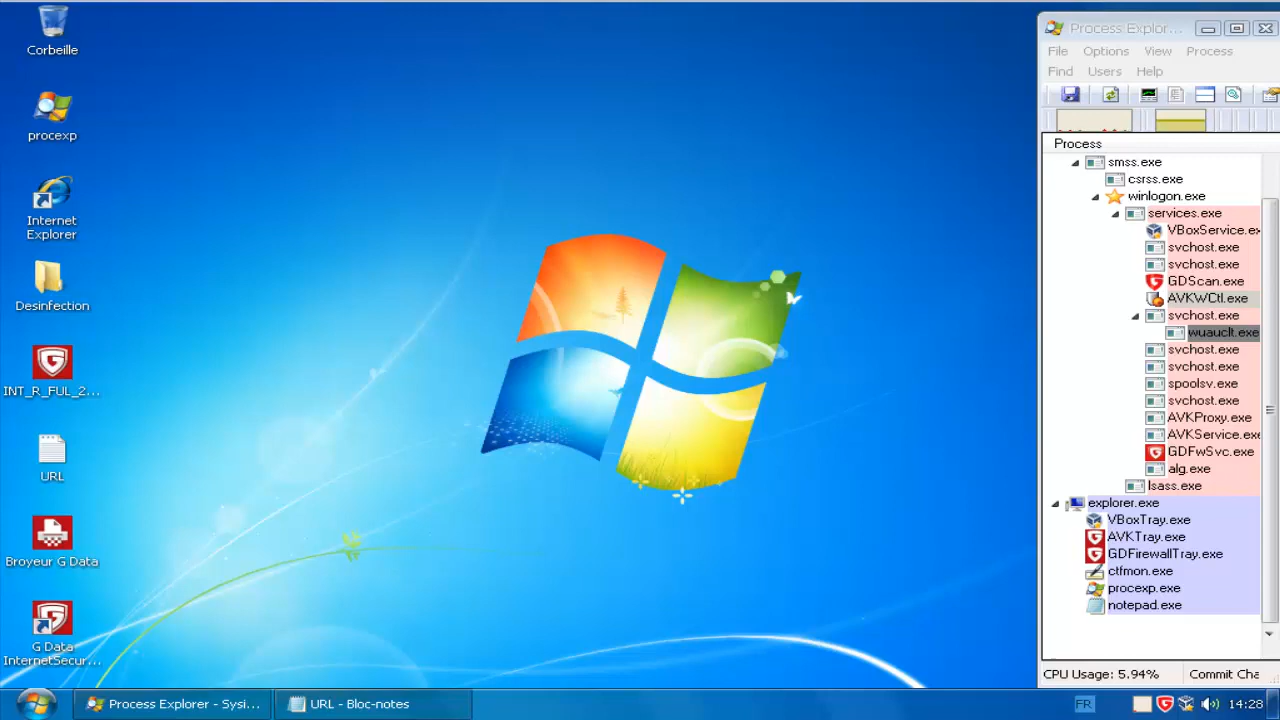 Corbeille
procexp
Internet
Explorer
Desinfection
INT_R_FUL_2...
URL
Broyeur G Data
G Data
InternetSecur...
Process Explor...
File Options View Process
Find Users Help
Process
smss.exe
csrss.exe
winlogon.exe
services.exe
VBoxService.ex
svchost.exe
svchost.exe
GDScan.exe
AVKWCtl.exe
svchost.exe
wuauclt.exe
svchost.exe
svchost.exe
spoolsv.exe
svchost.exe
AVKProxy.exe
AVKService.exe
GDFwSvc.exe
alg.exe
lsass.exe
explorer.exe
VBoxTray.exe
AVKTray.exe
GDFirewallTray.exe
ctfmon.exe
procexp.exe
notepad.exe
CPU Usage: 5.94% Commit Cha
Process Explorer - Sysi... URL - Bloc-notes FR 14:28